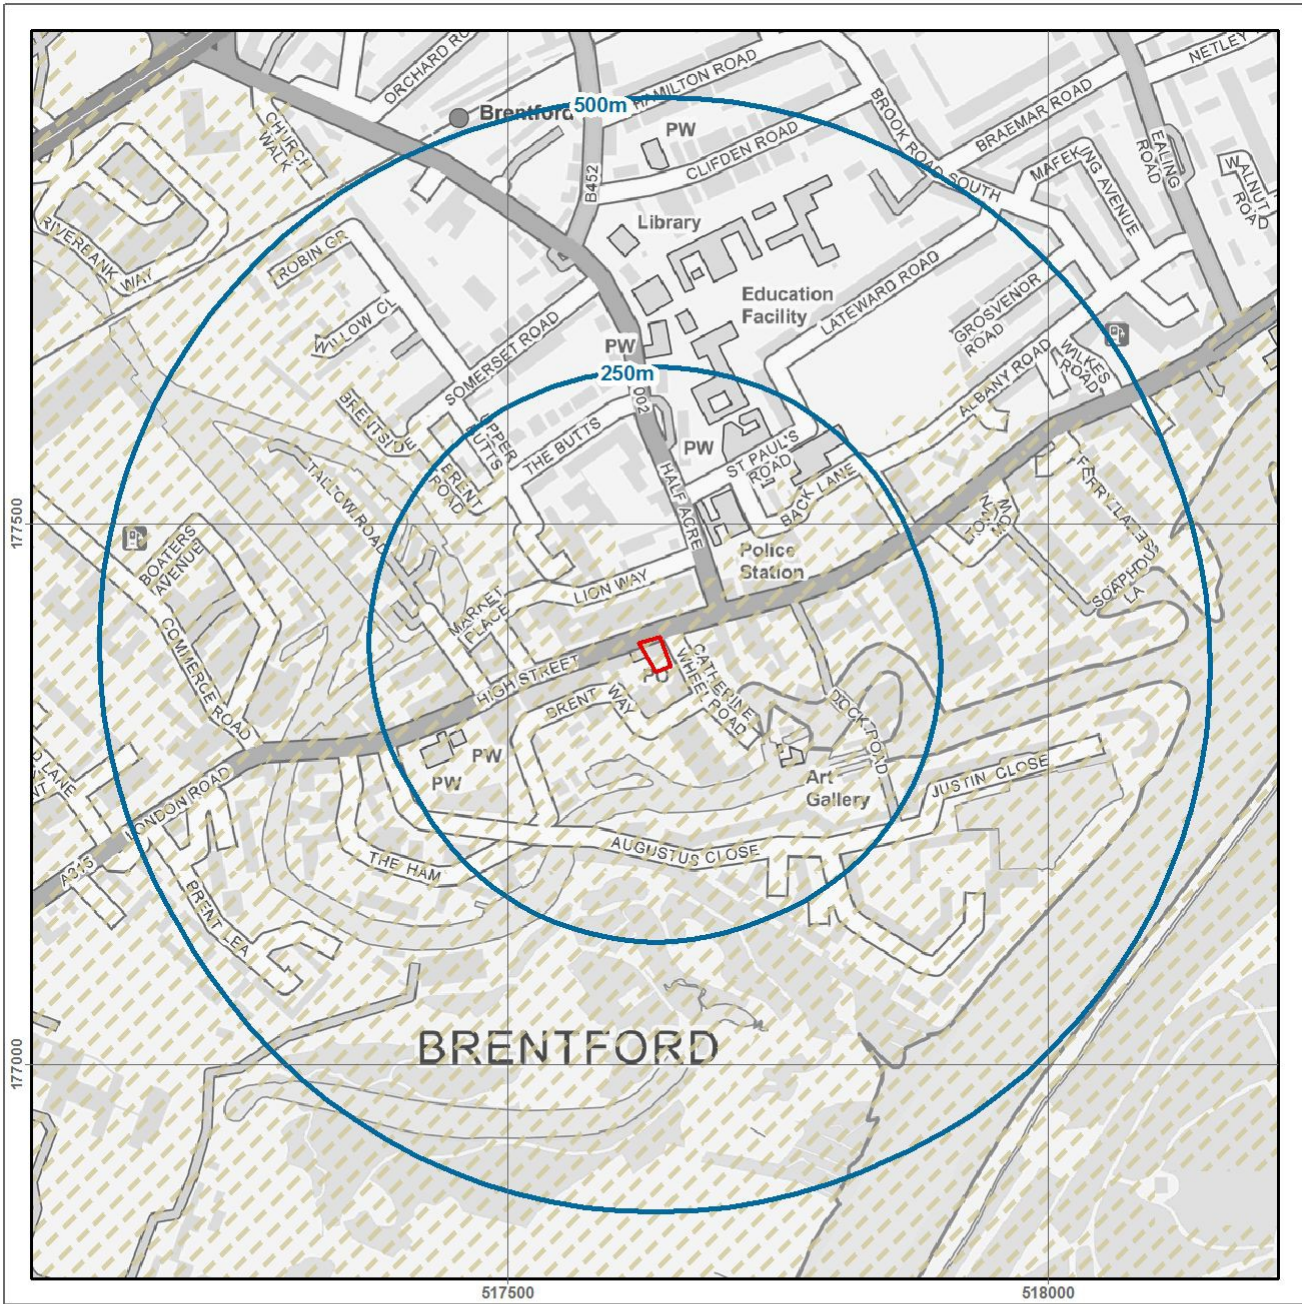 ORCHARD RO
NETLEY
HAMILTON ROAD
500m
Brentford
BROOK ROAD SOUTH
BRAEMAR ROAD
CHURCH
WALK
PW
CLIFDEN ROAD
EALING
ROAD
MAFEK
ING AVENUE
WALNUT
ROAD
B452
Library
RIVERBANK WAY
ROBIN GR
Education
Facility
LATEWARD ROAD
GROSVENOR
ROAD
WILLOW CL
SOMERSET ROAD
PW
WILKES
ROAD
ALBANY ROAD
250m
BRENTSIDE
UPPER
BUTTS
THE BUTTS
PW
ST PAUL'S
ROAD
BACK LANE
HALF ACRE
TALLOW ROAD
BRENT
ROAD
FERRY LANE
177500
BOATERS
AVENUE
Police
Station
SOAPHOUSE
LA
LION WAY
MARKET
PLACE
COMMERCE ROAD
HIGH STREET
CATHERINE
WHEEL ROAD
BRENT
WAY
DOCK ROAD
PW
PW
Art
Gallery
JUSTIN CLOSE
LONDON ROAD
AUGUSTUS CLOSE
THE HAM
A315
BRENT LEA
BRENTFORD
177000
517500
518000